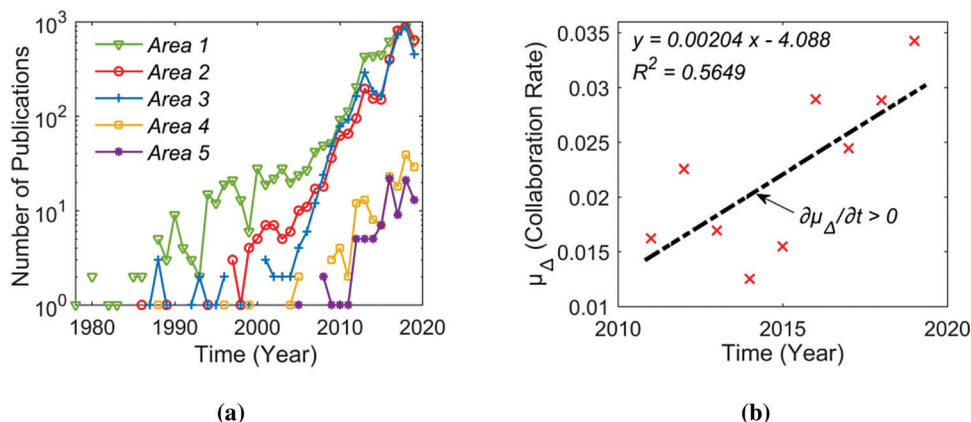 Number of Publications
10^3
10^2
10^1
10^0
Area 1
Area 2
Area 3
Area 4
Area 5
1980 1990 2000 2010 2020
Time (Year)
(a)
μ_Δ (Collaboration Rate)
0.035
0.03
0.025
0.02
0.015
0.01
y = 0.00204 x - 4.088
R^2 = 0.5649
∂μ_Δ/∂t > 0
2010 2015 2020
Time (Year)
(b)